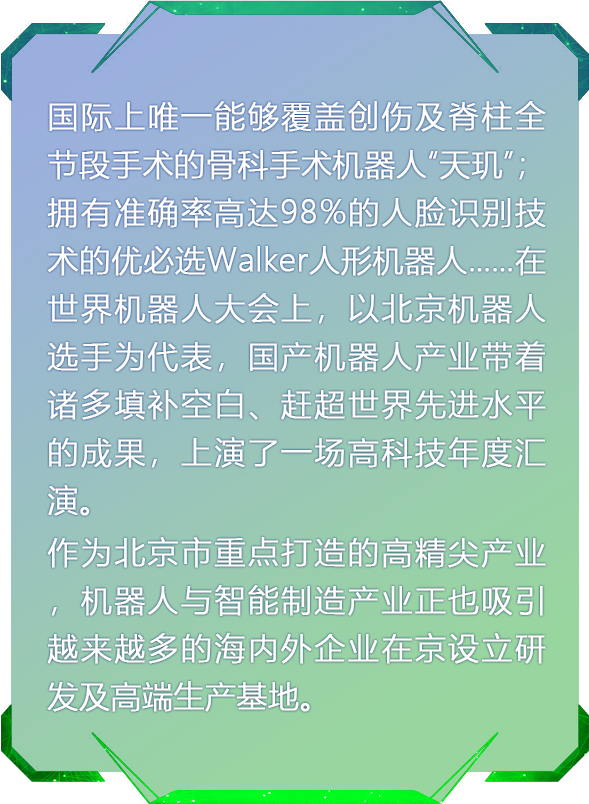 国际上唯一能够覆盖创伤及脊柱全
节段手术的骨科手术机器人“天玑”；
拥有准确率高达98%的人脸识别技
术的优必选Walker人形机器人……在
世界机器人大会上，以北京机器人
选手为代表，国产机器人产业带着
诸多填补空白、赶超世界先进水平
的成果，上演了一场高科技年度汇
演。
作为北京市重点打造的高精尖产业
，机器人与智能制造产业正也吸引
越来越多的海内外企业在京设立研
发及高端生产基地。